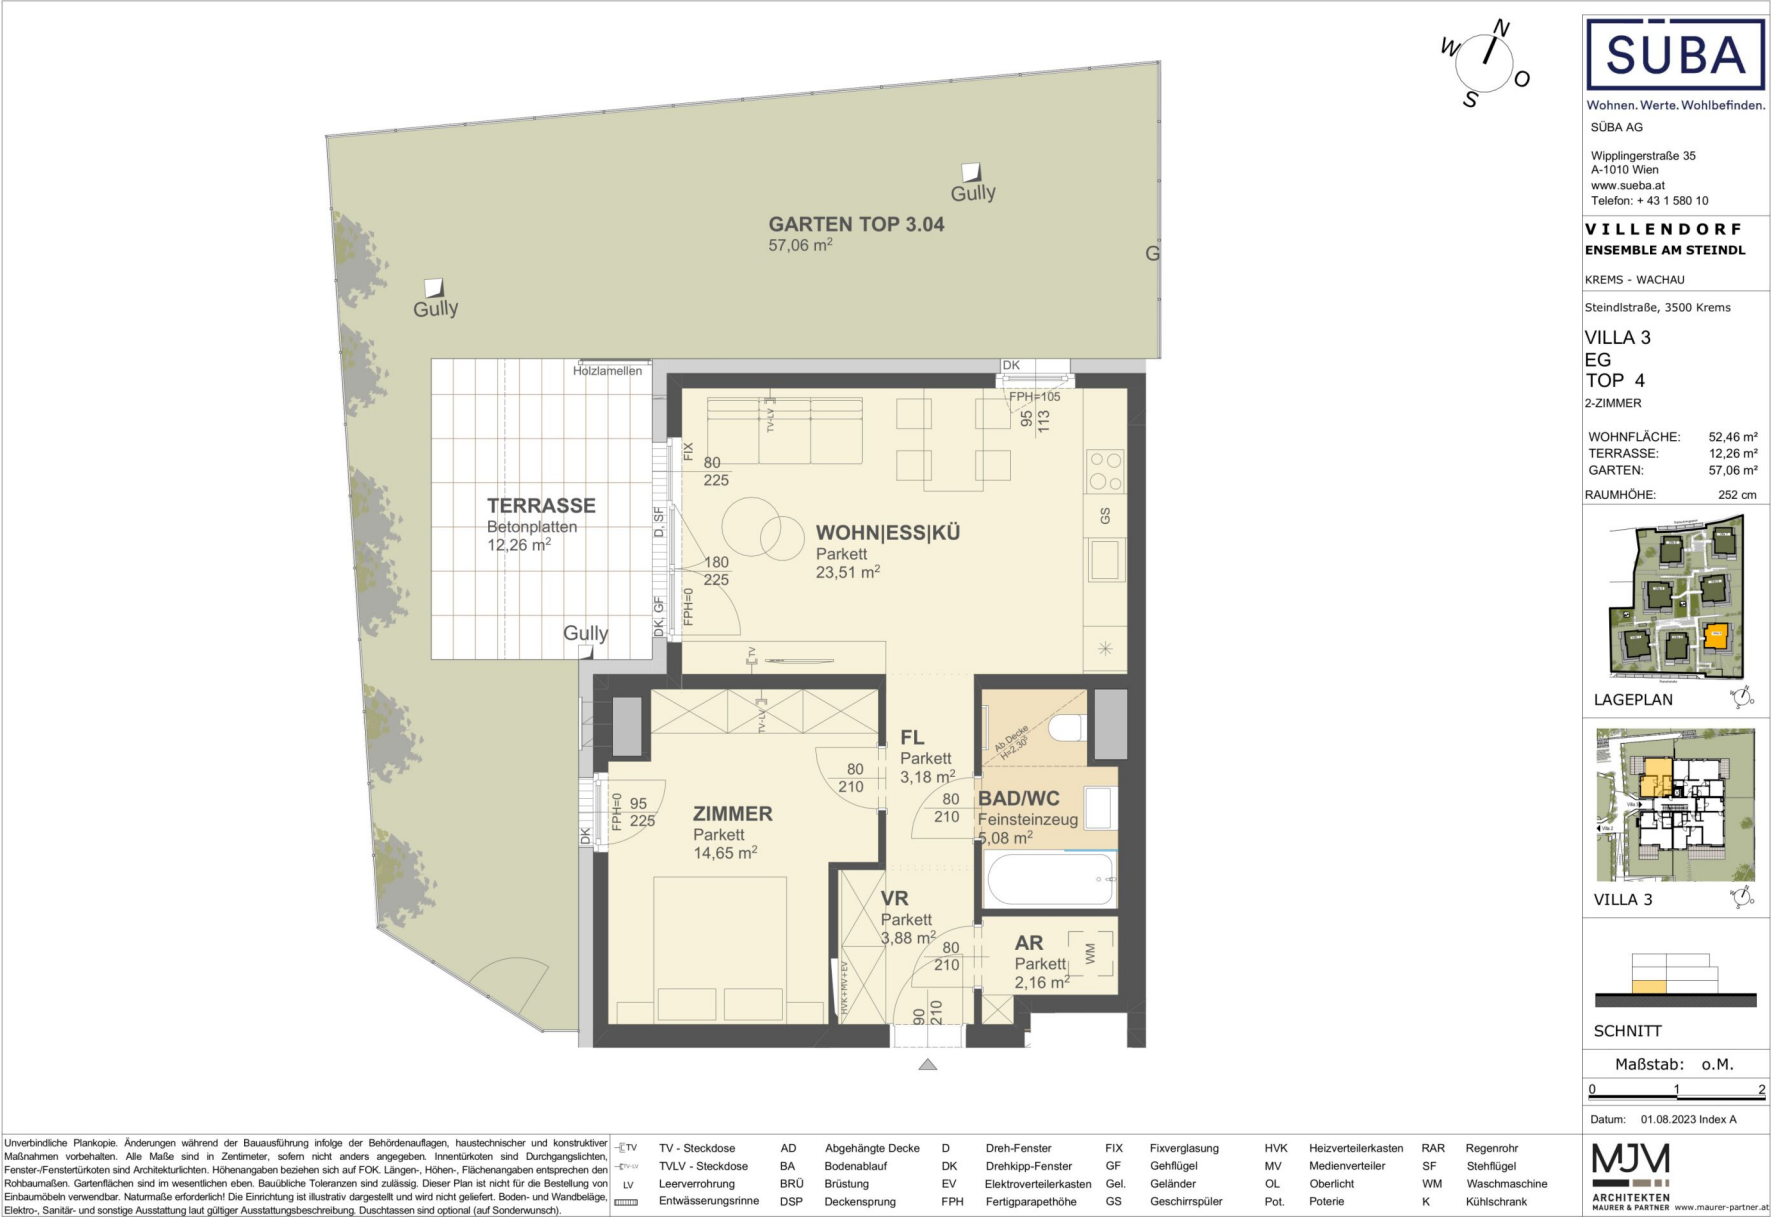 N
W
O
S
SÜBA
Wohnen. Werte. Wohlbefinden.
SÜBA AG
Wipplingerstraße 35
A-1010 Wien
www.sueba.at
Telefon: + 43 1 580 10
VILLENDORF
ENSEMBLE AM STEINDL
KREMS - WACHAU
Steindlstraße, 3500 Krems
VILLA 3
EG
TOP 4
2-ZIMMER
WOHNFLÄCHE: 52,46 m²
TERRASSE: 12,26 m²
GARTEN: 57,06 m²
RAUMHÖHE: 252 cm
LAGEPLAN
VILLA 3
SCHNITT
Maßstab: o.M.
0 1 2
Datum: 01.08.2023 Index A
MJM
ARCHITEKTEN
MAURER & PARTNER www.maurer-partner.at
Gully
GARTEN TOP 3.04
57,06 m²
G
Gully
Holzlamellen
DK
FPH=105
95
113
TV-LV
FIX
80
225
TERRASSE
Betonplatten
12,26 m²
D, SF
WOHN|ESS|KÜ
Parkett
23,51 m²
GS
180
225
DK, GF
FPH=0
Gully
TV
TV-LV
Ab.Decke
FL
Parkett
3,18 m²
80
210
80
210
BAD/WC
Feinsteinzeug
5,08 m²
DK
FPH=0
95
225
ZIMMER
Parkett
14,65 m²
VR
Parkett
3,88 m²
80
210
AR
Parkett
2,16 m²
WM
HVK+MV+EV
90
210
Unverbindliche Plankopie. Änderungen während der Bauausführung infolge der Behördenauflagen, haustechnischer und konstruktiver
Maßnahmen vorbehalten. Alle Maße sind in Zentimeter, sofern nicht anders angegeben. Innentürkoten sind Durchgangslichten,
Fenster-/Fenstertürkoten sind Architekturlichten. Höhenangaben beziehen sich auf FOK. Längen-, Höhen-, Flächenangaben entsprechen den
Rohbaumaßen. Gartenflächen sind im wesentlichen eben. Bauübliche Toleranzen sind zulässig. Dieser Plan ist nicht für die Bestellung von
Einbaumöbeln verwendbar. Naturmaße erforderlich! Die Einrichtung ist illustrativ dargestellt und wird nicht geliefert. Boden- und Wandbeläge,
Elektro-, Sanitär- und sonstige Ausstattung laut gültiger Ausstattungsbeschreibung. Duschtassen sind optional (auf Sonderwunsch).
TV TV - Steckdose AD Abgehängte Decke D Dreh-Fenster FIX Fixverglasung HVK Heizverteilerkasten RAR Regenrohr
TV-LV TVLV - Steckdose BA Bodenablauf DK Drehkipp-Fenster GF Gehflügel MV Medienverteiler SF Stehflügel
LV Leerverrohrung BRÜ Brüstung EV Elektroverteilerkasten Gel. Geländer OL Oberlicht WM Waschmaschine
Entwässerungsrinne DSP Deckensprung FPH Fertigparapethöhe GS Geschirrspüler Pot. Poterie K Kühlschrank